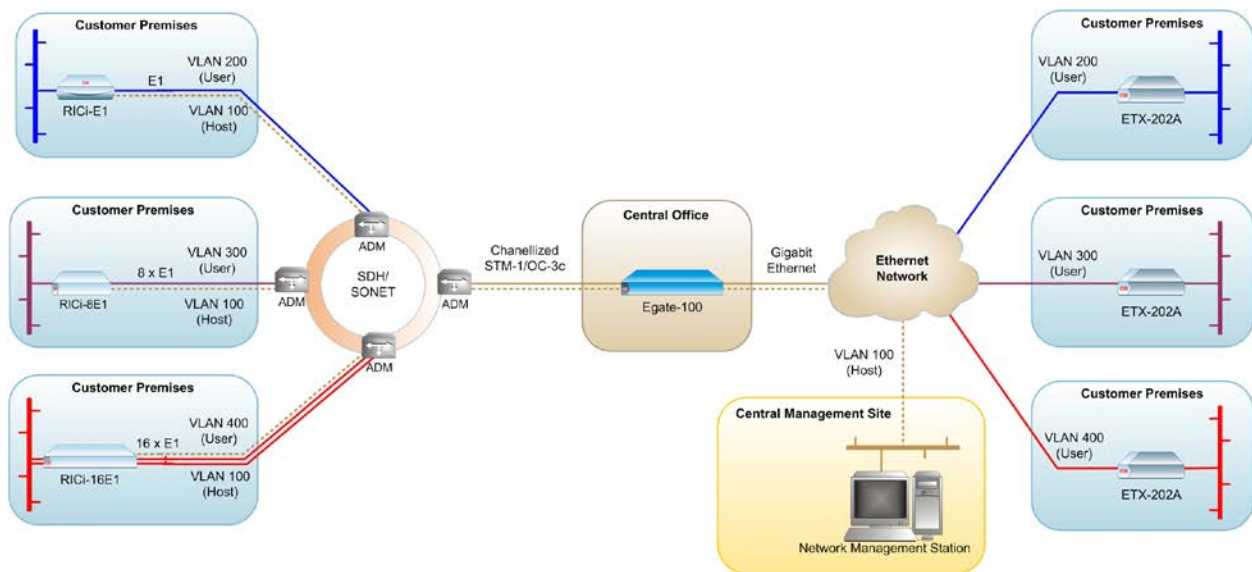 Customer Premises
RICi-E1
E1
VLAN 200
(User)
VLAN 100
(Host)
Customer Premises
RICi-8E1
8 x E1
VLAN 300
(User)
VLAN 100
(Host)
Customer Premises
RICi-16E1
16 x E1
VLAN 400
(User)
VLAN 100
(Host)
ADM
ADM
SDH/
SONET
ADM
ADM
Chanellized
STM-1/OC-3c
Central Office
Egate-100
Gigabit
Ethernet
Ethernet
Network
VLAN 100
(Host)
Central Management Site
Network Management Station
Customer Premises
VLAN 200
(User)
ETX-202A
Customer Premises
VLAN 300
(User)
ETX-202A
Customer Premises
VLAN 400
(User)
ETX-202A